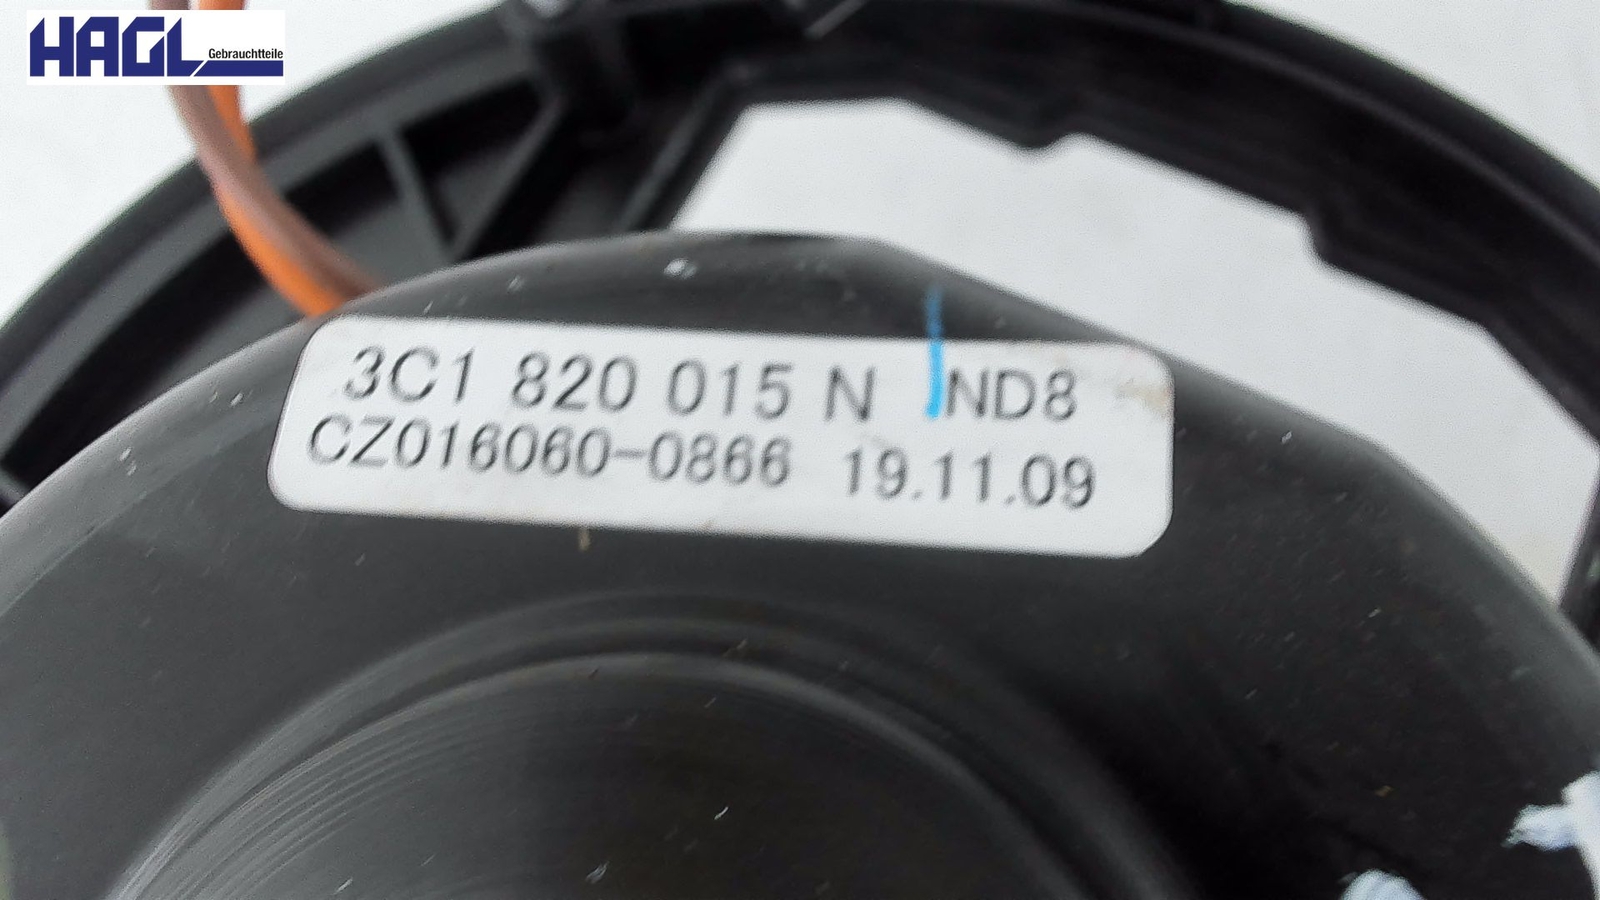 HAGL
Gebrauchtteile
3C1 820 015 N ND8
CZ016060-0866 19.11.09